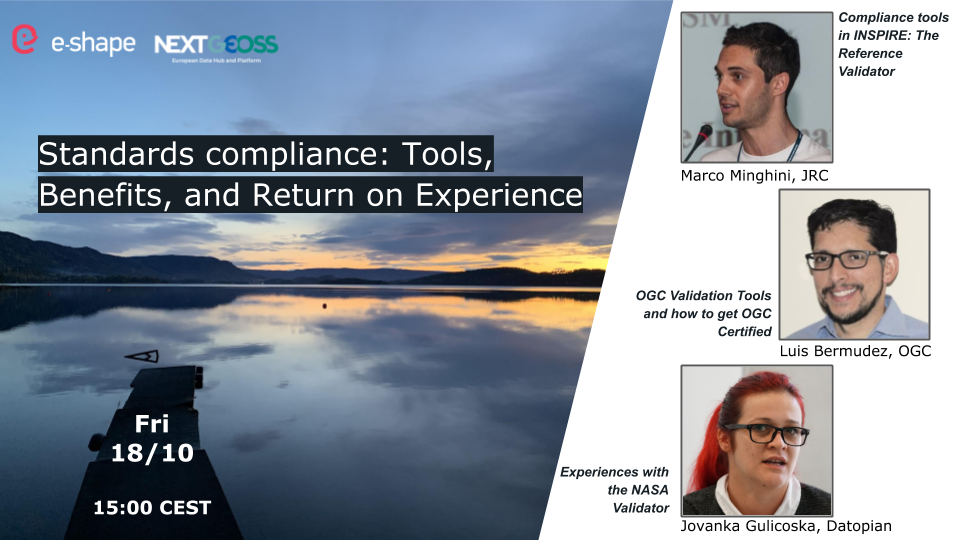 e-shape
NEXTGEOSS
European Data Hub and Platform
Standards compliance: Tools,
Benefits, and Return on Experience
Fri
18/10
15:00 CEST
SM
e In
a
Compliance tools
in INSPIRE: The
Reference
Validator
Marco Minghini, JRC
OGC Validation Tools
and how to get OGC
Certified
Luis Bermudez, OGC
Experiences with
the NASA
Validator
Jovanka Gulicoska, Datopian